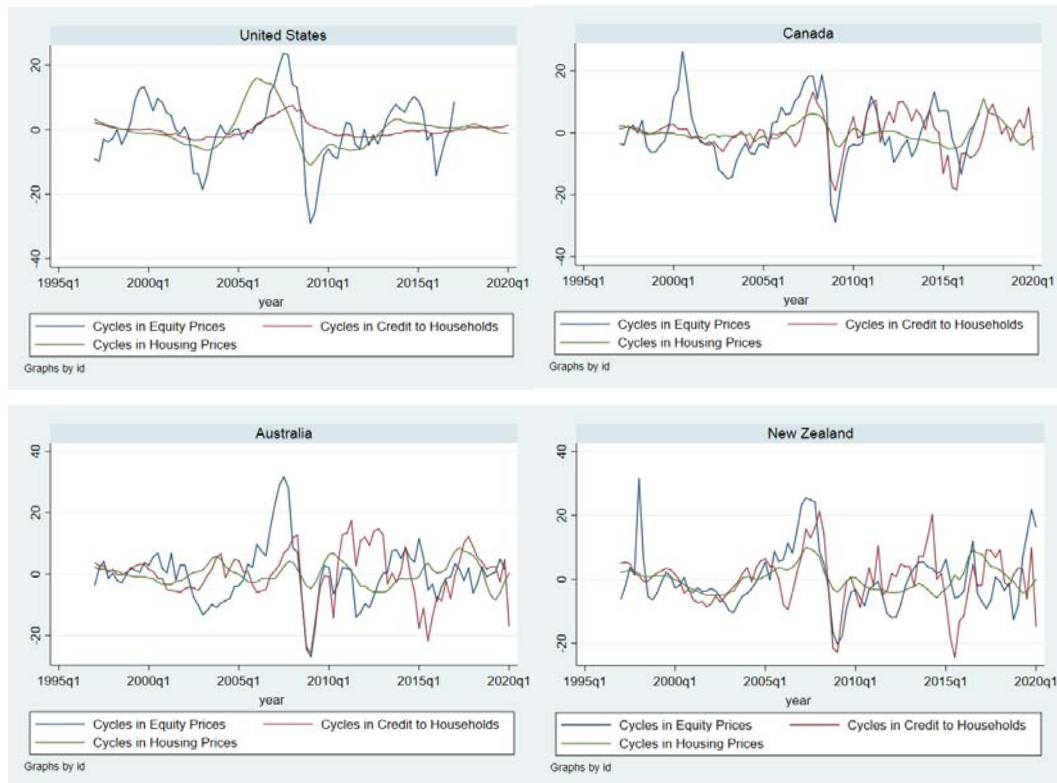 United States
20
0
-20
-40
1995q1 2000q1 2005q1 2010q1 2015q1 2020q1
year
Cycles in Equity Prices Cycles in Credit to Households
Cycles in Housing Prices
Graphs by id
Canada
20
0
-20
-40
1995q1 2000q1 2005q1 2010q1 2015q1 2020q1
year
Cycles in Equity Prices Cycles in Credit to Households
Cycles in Housing Prices
Graphs by id
Australia
40
20
0
-20
1995q1 2000q1 2005q1 2010q1 2015q1 2020q1
year
Cycles in Equity Prices Cycles in Credit to Households
Cycles in Housing Prices
Graphs by id
New Zealand
40
20
0
-20
1995q1 2000q1 2005q1 2010q1 2015q1 2020q1
year
Cycles in Equity Prices Cycles in Credit to Households
Cycles in Housing Prices
Graphs by id